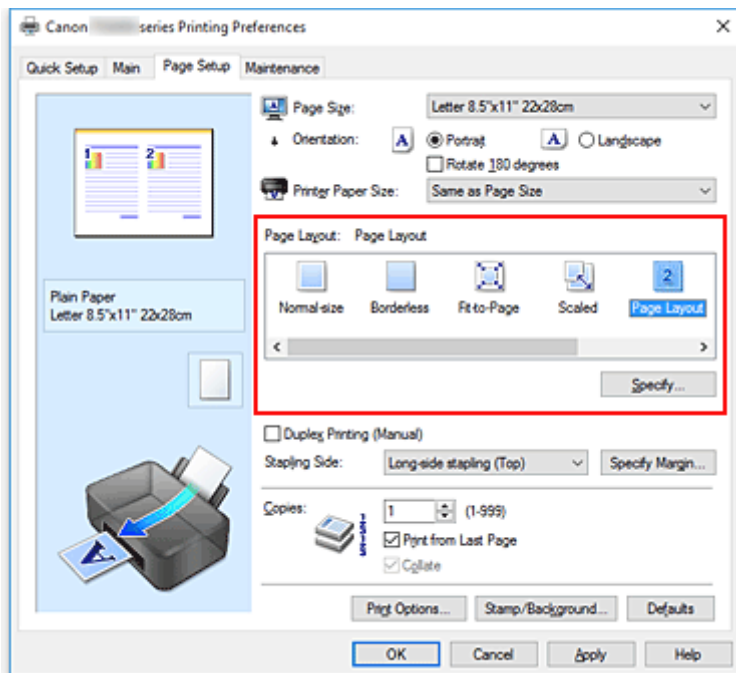 Canon series Printing Preferences
Quick Setup Main Page Setup Maintenance
1 2
Plain Paper
Letter 8.5"x11" 22x28cm
Page Size: Letter 8.5"x11" 22x28cm
Orientation: A Portrait A Landscape
Rotate 180 degrees
Printer Paper Size: Same as Page Size
Page Layout: Page Layout
2
Normal-size Borderless Fit-to-Page Scaled Page Layout
Specify...
Duplex Printing (Manual)
Stapling Side: Long-side stapling (Top) Specify Margin...
Copies: 1 (1-999)
Print from Last Page
Collate
A
Print Options... Stamp/Background... Defaults
OK Cancel Apply Help